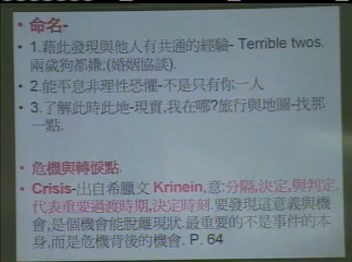 • 命名-
• 1.藉此發現與他人有共通的經驗- Terrible twos.
兩歲狗都嫌;(婚姻協談).
• 2.能平息非理性恐懼-不是只有你一人
• 3.了解此時此地-現實,我在哪?旅行與地圖-找那
一點.
• 危機與轉捩點.
• Crisis-出自希臘文 Krinein,意:分隔,決定,與判定.
代表重要過渡時期,決定時刻.要發現這意義與機
會,是個機會能脫離現狀.最重要的不是事件的本
身,而是危機背後的機會. P. 64